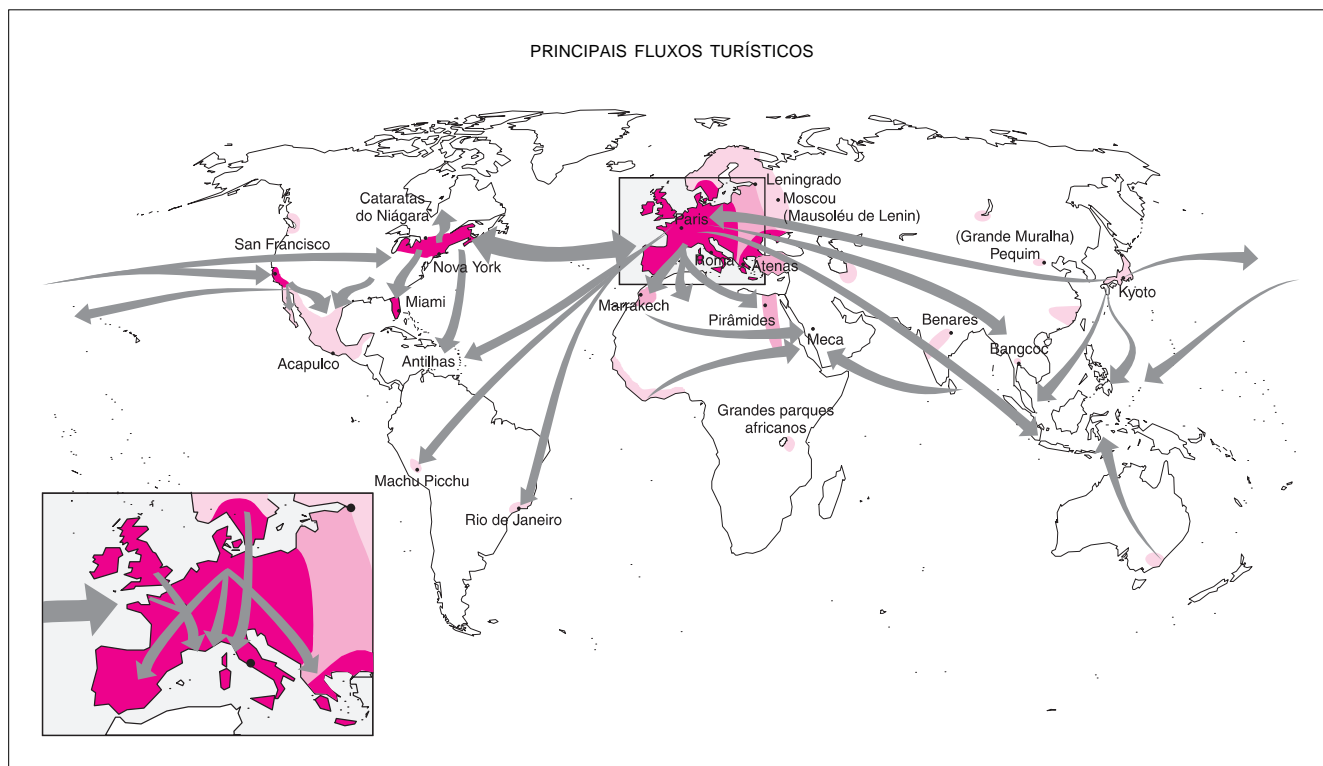 PRINCIPAIS FLUXOS TURÍSTICOS
Leningrado
Moscou
(Mausoléu de Lenin)
Cataratas
do Niágara
Paris
San Fráncisco
(Grande Muralha)
Pequim
Nova York
Roma
Atenas
Kyoto
Miami
Marrakech
Pirâmides
Benares
Meca
Bangcoc
Acapulco
Antilhas
Grandes parques
africanos
Machu Picchu
Rio de Janeiro